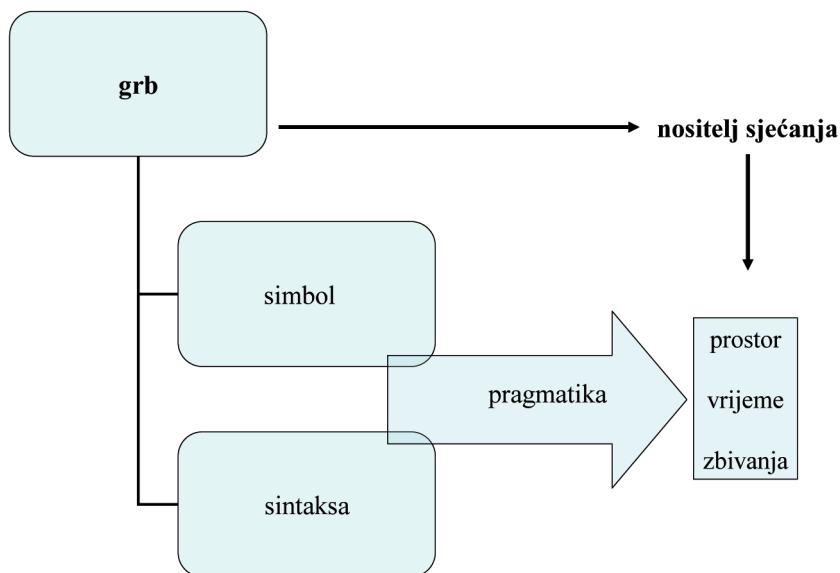 grb
nositelj sjećanja
simbol
pragmatika
prostor
vrijeme
zbivanja
sintaksa